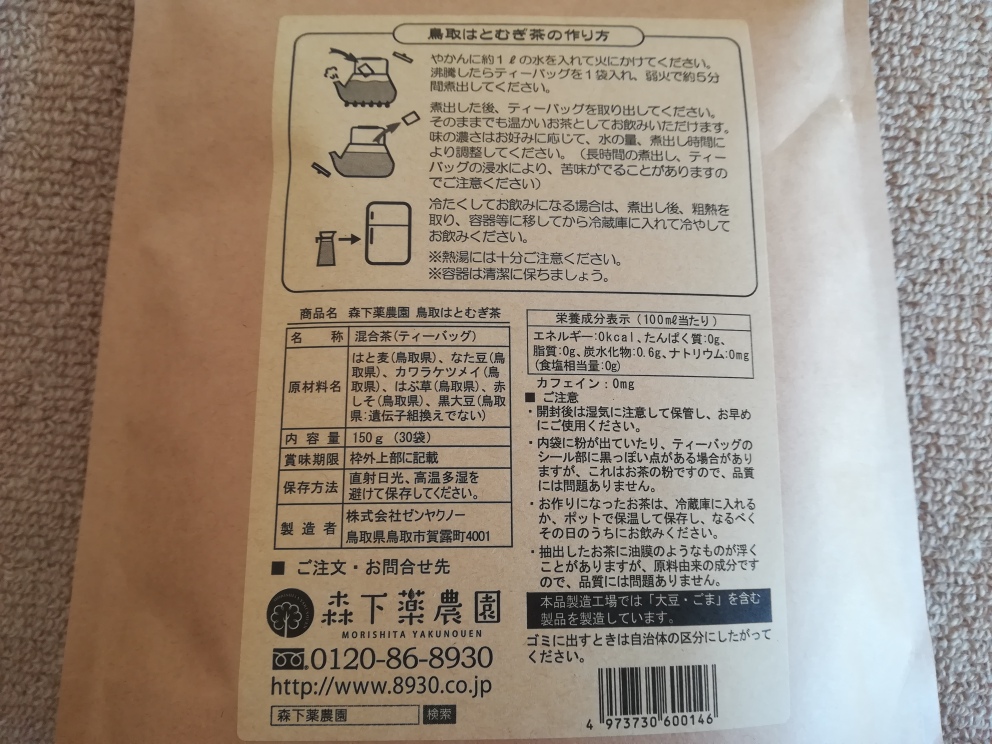 鳥取はとむぎ茶の作り方
やかんに約1ℓの水を入れて火にかけてください。
沸騰したらティーバッグを1袋入れ、弱火で約5分
間煮出してください。
煮出した後、ティーバッグを取り出してください。
そのままでも温かいお茶としてお飲みいただけます。
味の濃さはお好みに応じて、水の量、煮出し時間に
より調整してください。（長時間の煮出し、ティー
バッグの浸水により、苦味がでることがありますの
でご注意ください）
冷たくしてお飲みになる場合は、煮出し後、粗熱を
取り、容器等に移してから冷蔵庫に入れて冷やして
お飲みください。
※熱湯には十分ご注意ください。
※容器は清潔に保ちましょう。
商品名 森下薬農園 鳥取はとむぎ茶
名称 混合茶(ティーバッグ)
原材料名 はと麦(鳥取県)、なた豆(鳥
取県)、カワラケツメイ(鳥
取県)、はぶ草(鳥取県)、赤
しそ(鳥取県)、黒大豆(鳥取
県:遺伝子組換えでない)
内容量 150g (30袋)
賞味期限 枠外上部に記載
保存方法 直射日光、高温多湿を
避けて保存してください。
製造者 株式会社ゼンヤクノー
鳥取県鳥取市賀露町4001
■ ご注文・お問合せ先
森下薬農園
MORISHITA YAKUNOUEN
0120-86-8930
http://www.8930.co.jp
森下薬農園 検索
栄養成分表示(100mℓ当たり)
エネルギー:0kcal、たんぱく質:0g、
脂質:0g、炭水化物:0.6g、ナトリウム:0mg
(食塩相当量:0g)
カフェイン:0mg
■ ご注意
・開封後は湿気に注意して保管し、お早め
にご使用ください。
・内袋に粉が出ていたり、ティーバッグの
シール部に黒っぽい点がある場合があり
ますが、これはお茶の粉ですので、品質
には問題ありません。
・お作りになったお茶は、冷蔵庫に入れる
か、ポットで保温して保存し、なるべく
その日のうちにお飲みください。
・抽出したお茶に油膜のようなものが浮く
ことがありますが、原料由来の成分です
ので、品質には問題ありません。
本品製造工場では「大豆・ごま」を含む
製品を製造しています。
ゴミに出すときは自治体の区分にしたがって
ください。
4 973730 600146